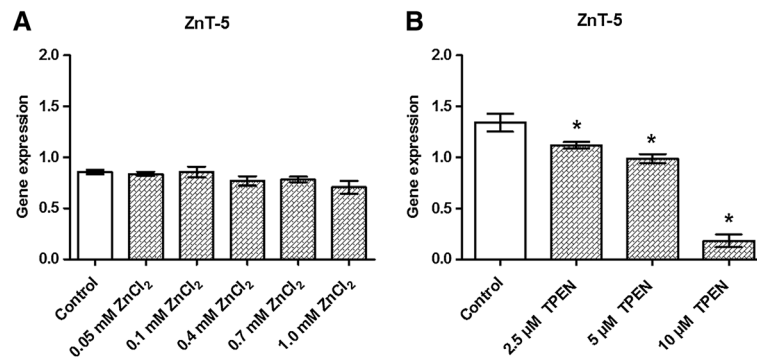 A
ZnT-5
Gene expression
2.0
1.5
1.0
0.5
0.0
Control
0.05 mM ZnCl₂
0.1 mM ZnCl₂
0.4 mM ZnCl₂
0.7 mM ZnCl₂
1.0 mM ZnCl₂
B
ZnT-5
Gene expression
2.0
1.5
1.0
0.5
0.0
*
*
*
Control
2.5 µM TPEN
5 µM TPEN
10 µM TPEN